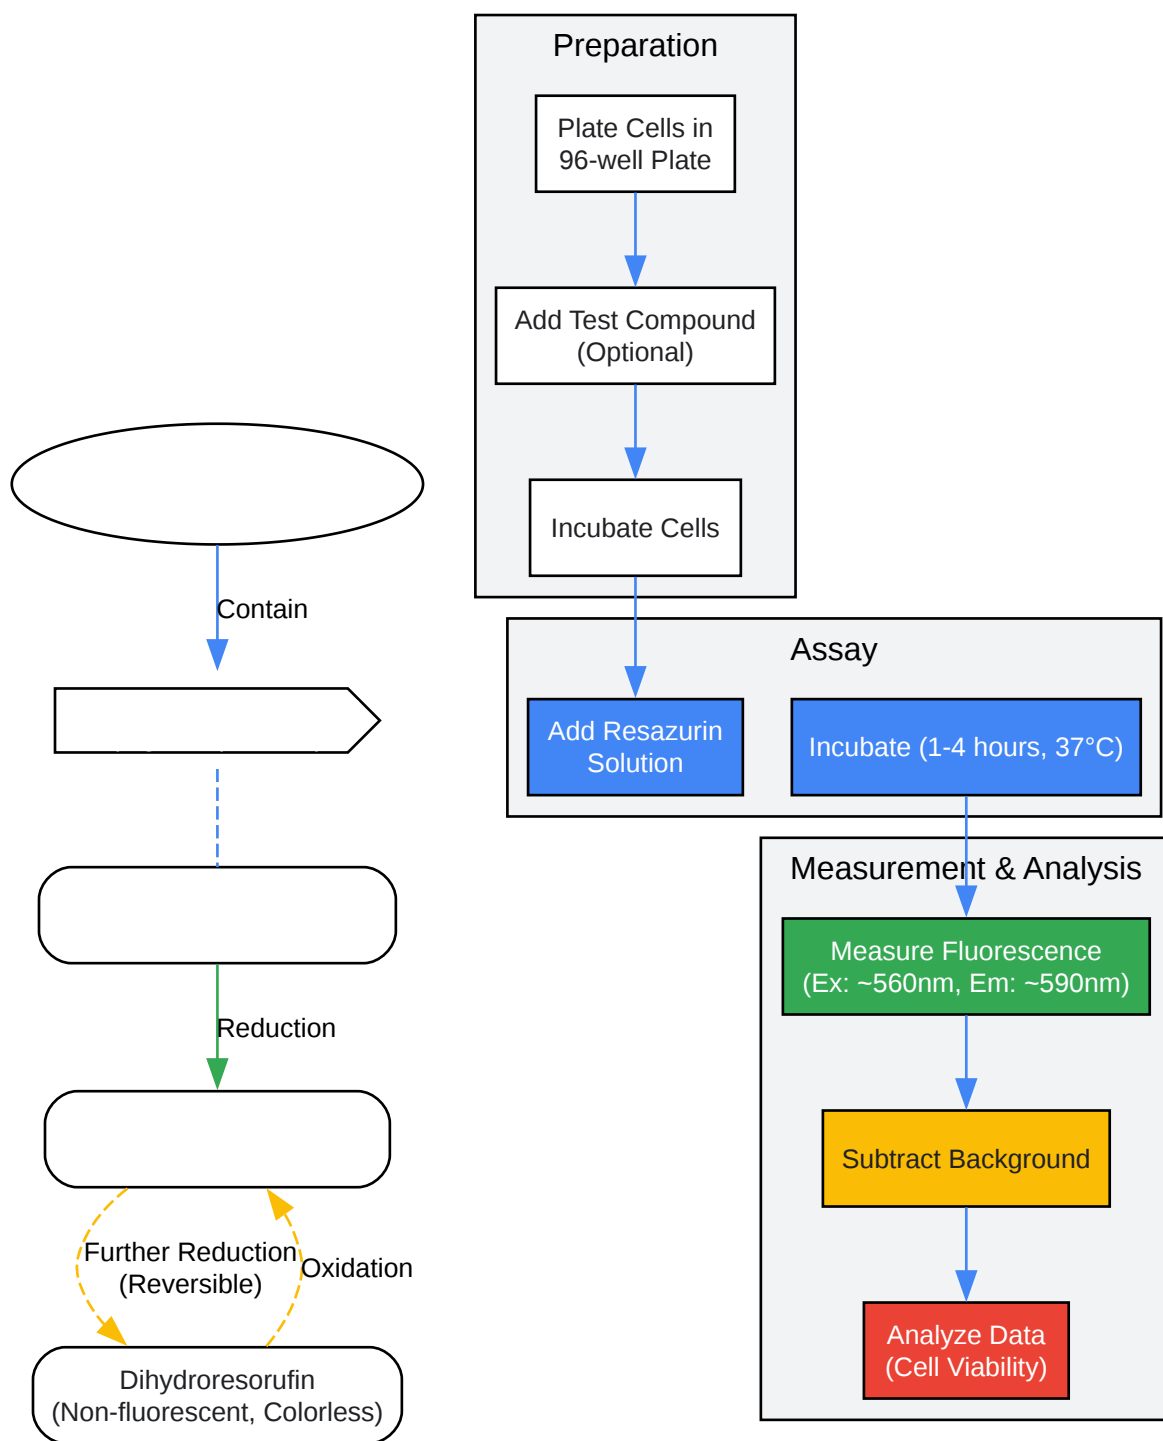 Preparation
Plate Cells in
96-well Plate
Add Test Compound
(Optional)
Incubate Cells
Contain
Assay
Add Resazurin
Solution
Incubate (1-4 hours, 37°C)
Measurement & Analysis
Measure Fluorescence
(Ex: ~560nm, Em: ~590nm)
Reduction
Subtract Background
Further Reduction
(Reversible)
Oxidation
Analyze Data
(Cell Viability)
Dihydroresorufin
(Non-fluorescent, Colorless)